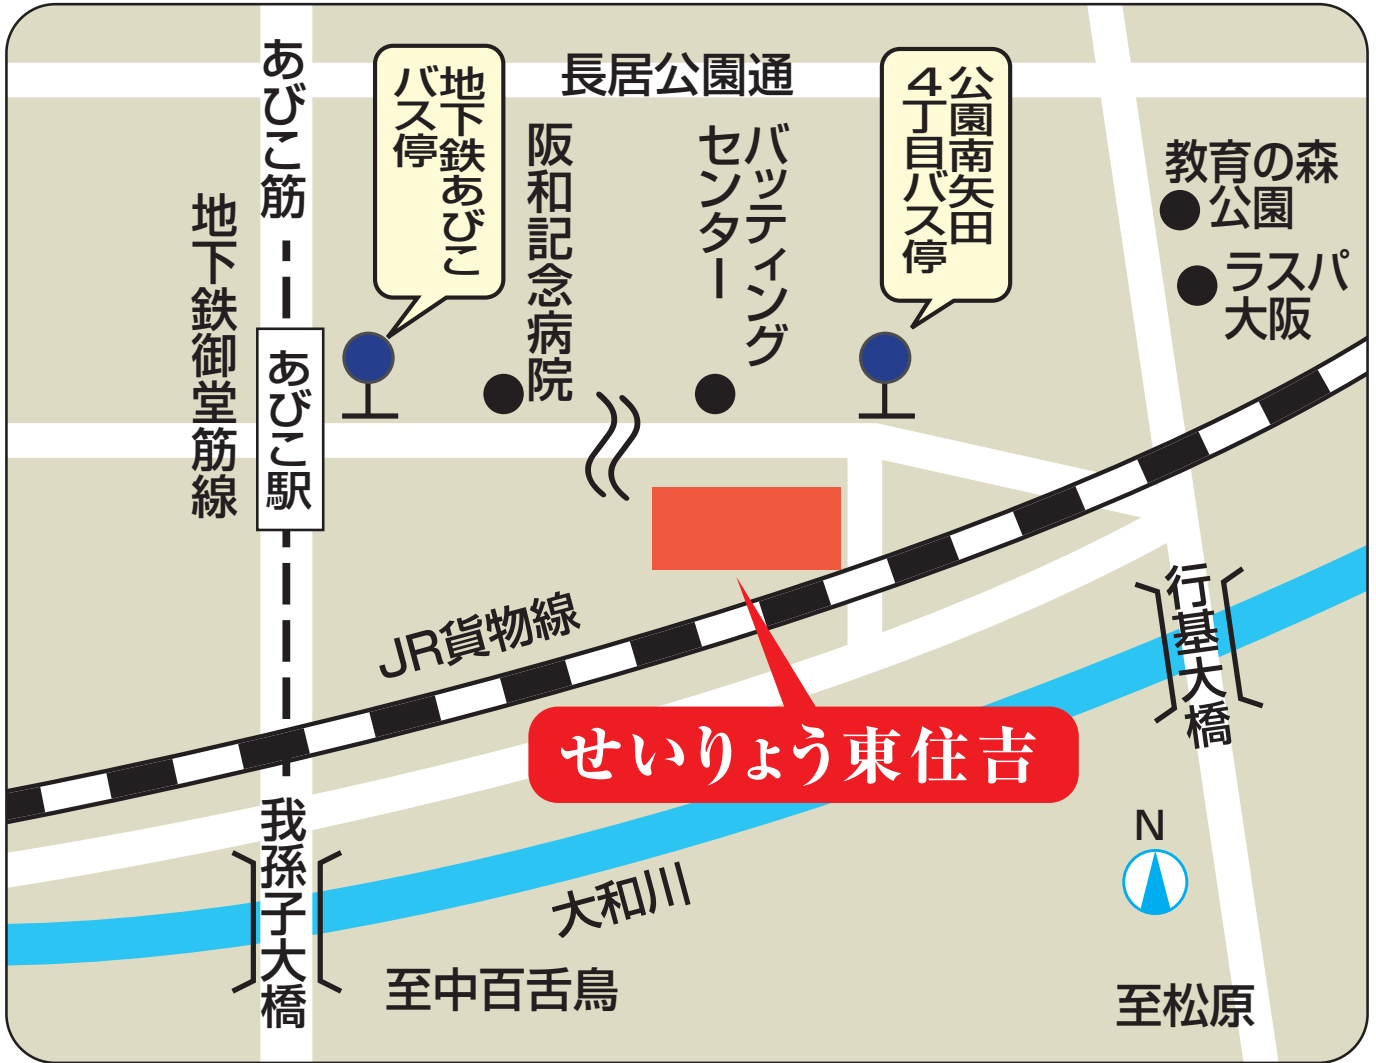 長居公園通
あびこ筋
地下鉄あびこ
バス停
阪和記念病院
バッティング
センター
公園南矢田
4丁目バス停
教育の森
公園
ラスパ
大阪
地下鉄御堂筋線
あびこ駅
JR貨物線
せいりょう東住吉
行基大橋
我孫子大橋
大和川
N
至中百舌鳥
至松原